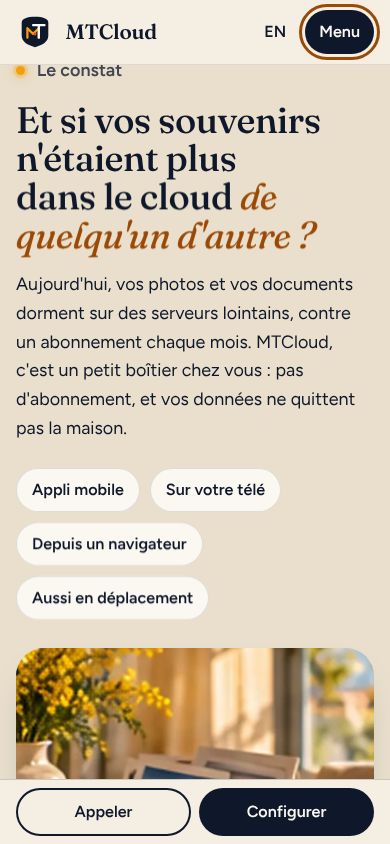 MTCloud
EN
Menu
Le constat
Et si vos souvenirs
n'étaient plus
dans le cloud de
quelqu'un d'autre ?
Aujourd'hui, vos photos et vos documents
dorment sur des serveurs lointains, contre
un abonnement chaque mois. MTCloud,
c'est un petit boîtier chez vous : pas
d'abonnement, et vos données ne quittent
pas la maison.
Appli mobile
Sur votre télé
Depuis un navigateur
Aussi en déplacement
Appeler
Configurer